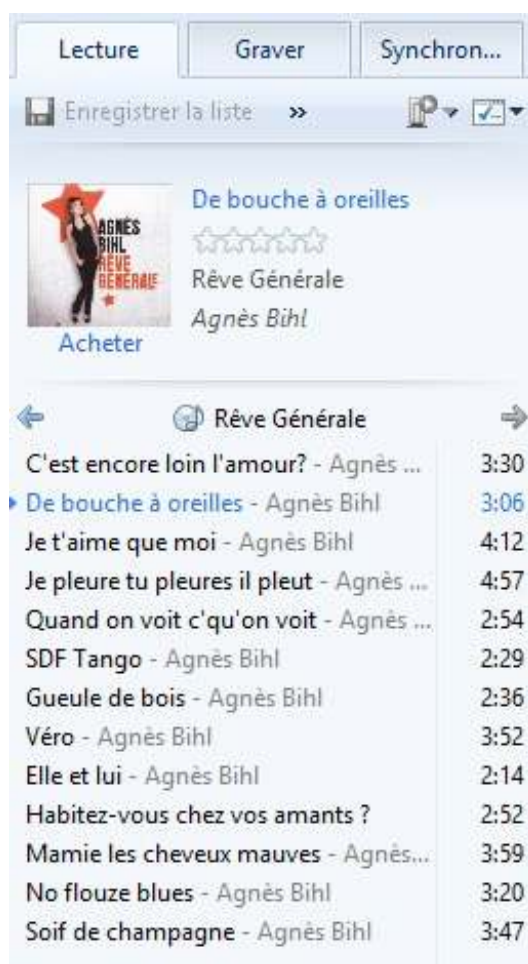 Lecture Graver Synchron...
Enregistrer la liste »
De bouche à oreilles
AGNÈS
BIHL
RÊVE
GÉNÉRALE
Rêve Générale
Agnès Bihl
Acheter
Rêve Générale
C'est encore loin l'amour? - Agnès ... 3:30
De bouche à oreilles - Agnès Bihl 3:06
Je t'aime que moi - Agnès Bihl 4:12
Je pleure tu pleures il pleut - Agnès ... 4:57
Quand on voit c'qu'on voit - Agnès ... 2:54
SDF Tango - Agnès Bihl 2:29
Gueule de bois - Agnès Bihl 2:36
Véro - Agnès Bihl 3:52
Elle et lui - Agnès Bihl 2:14
Habitez-vous chez vos amants ? 2:52
Mamie les cheveux mauves - Agnès... 3:59
No flouze blues - Agnès Bihl 3:20
Soif de champagne - Agnès Bihl 3:47